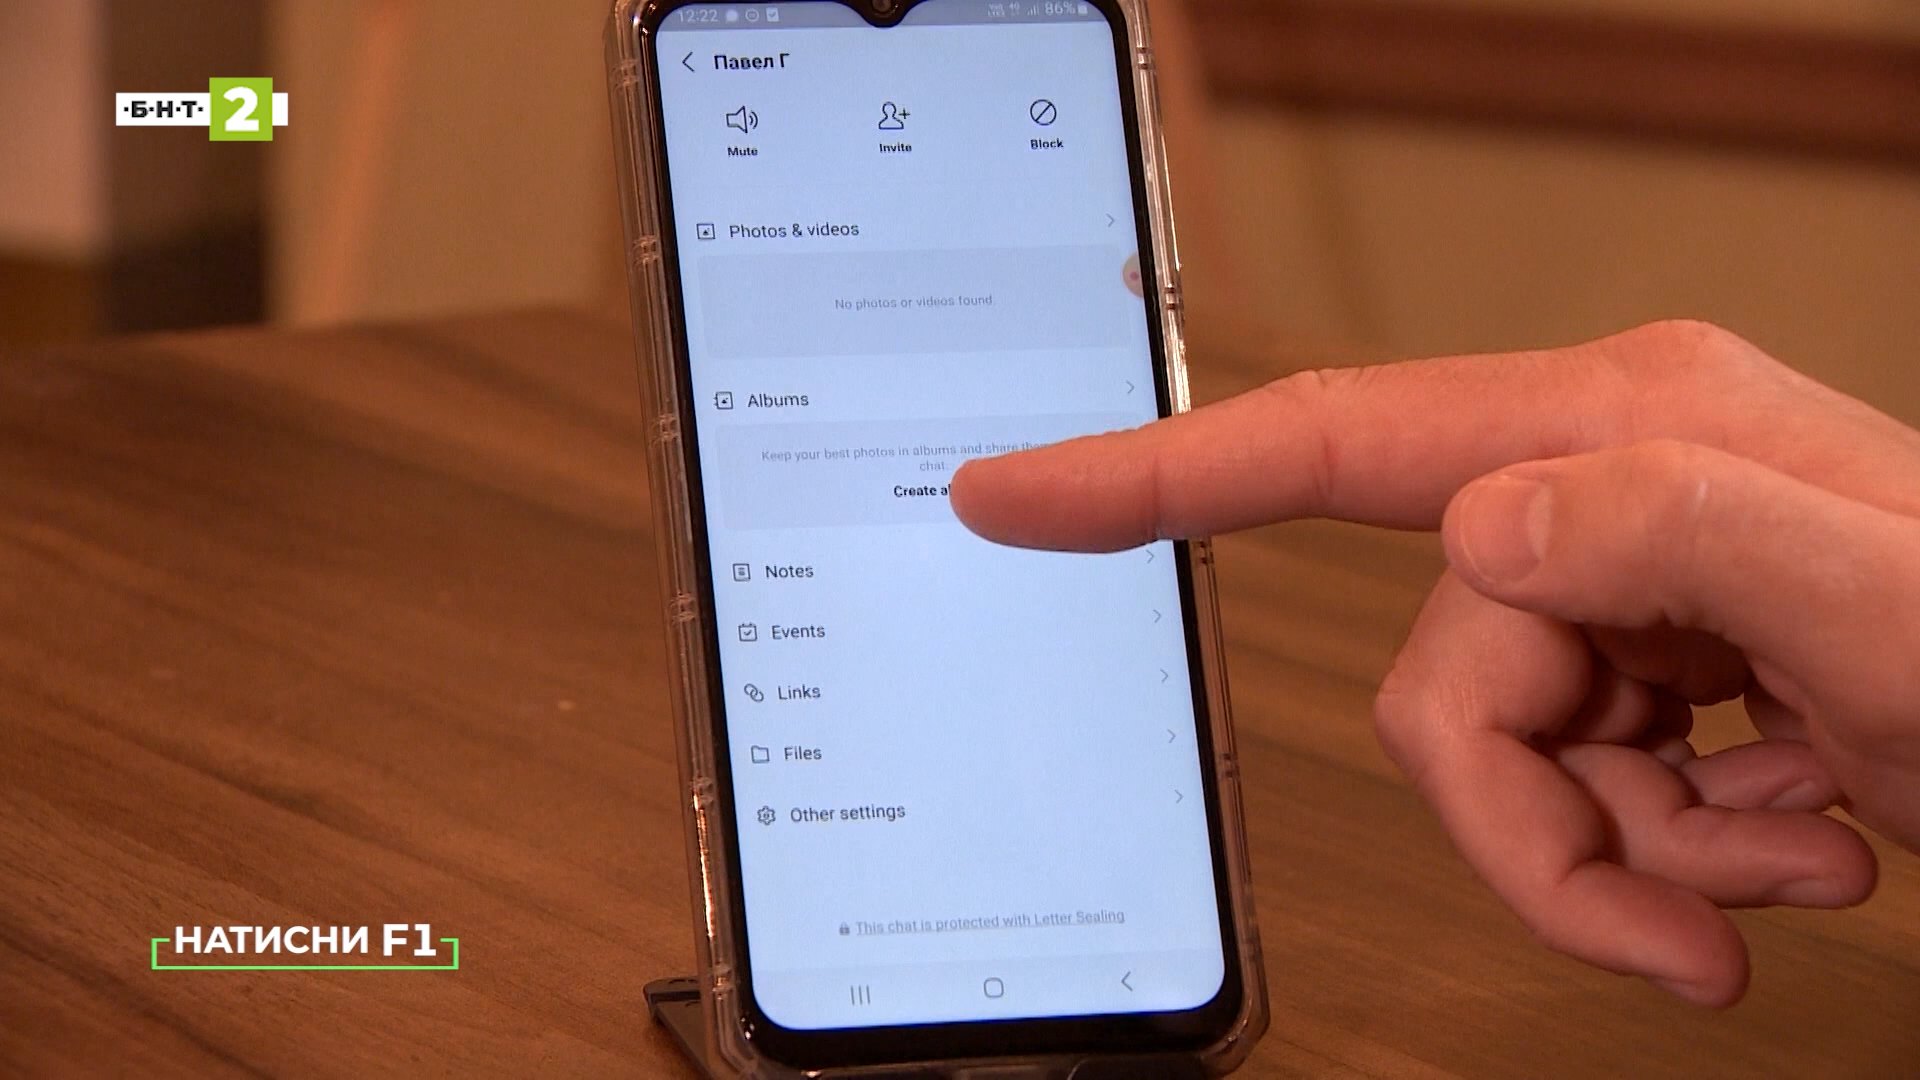 12:22
86%
Павел Г
·Б·Н·Т· 2
Mute
Invite
Block
Photos & videos
No photos or videos found.
Albums
Keep your best photos in albums and share
chat.
Create
Notes
Events
Links
Files
Other settings
This chat is protected with Letter Sealing
НАТИСНИ F1